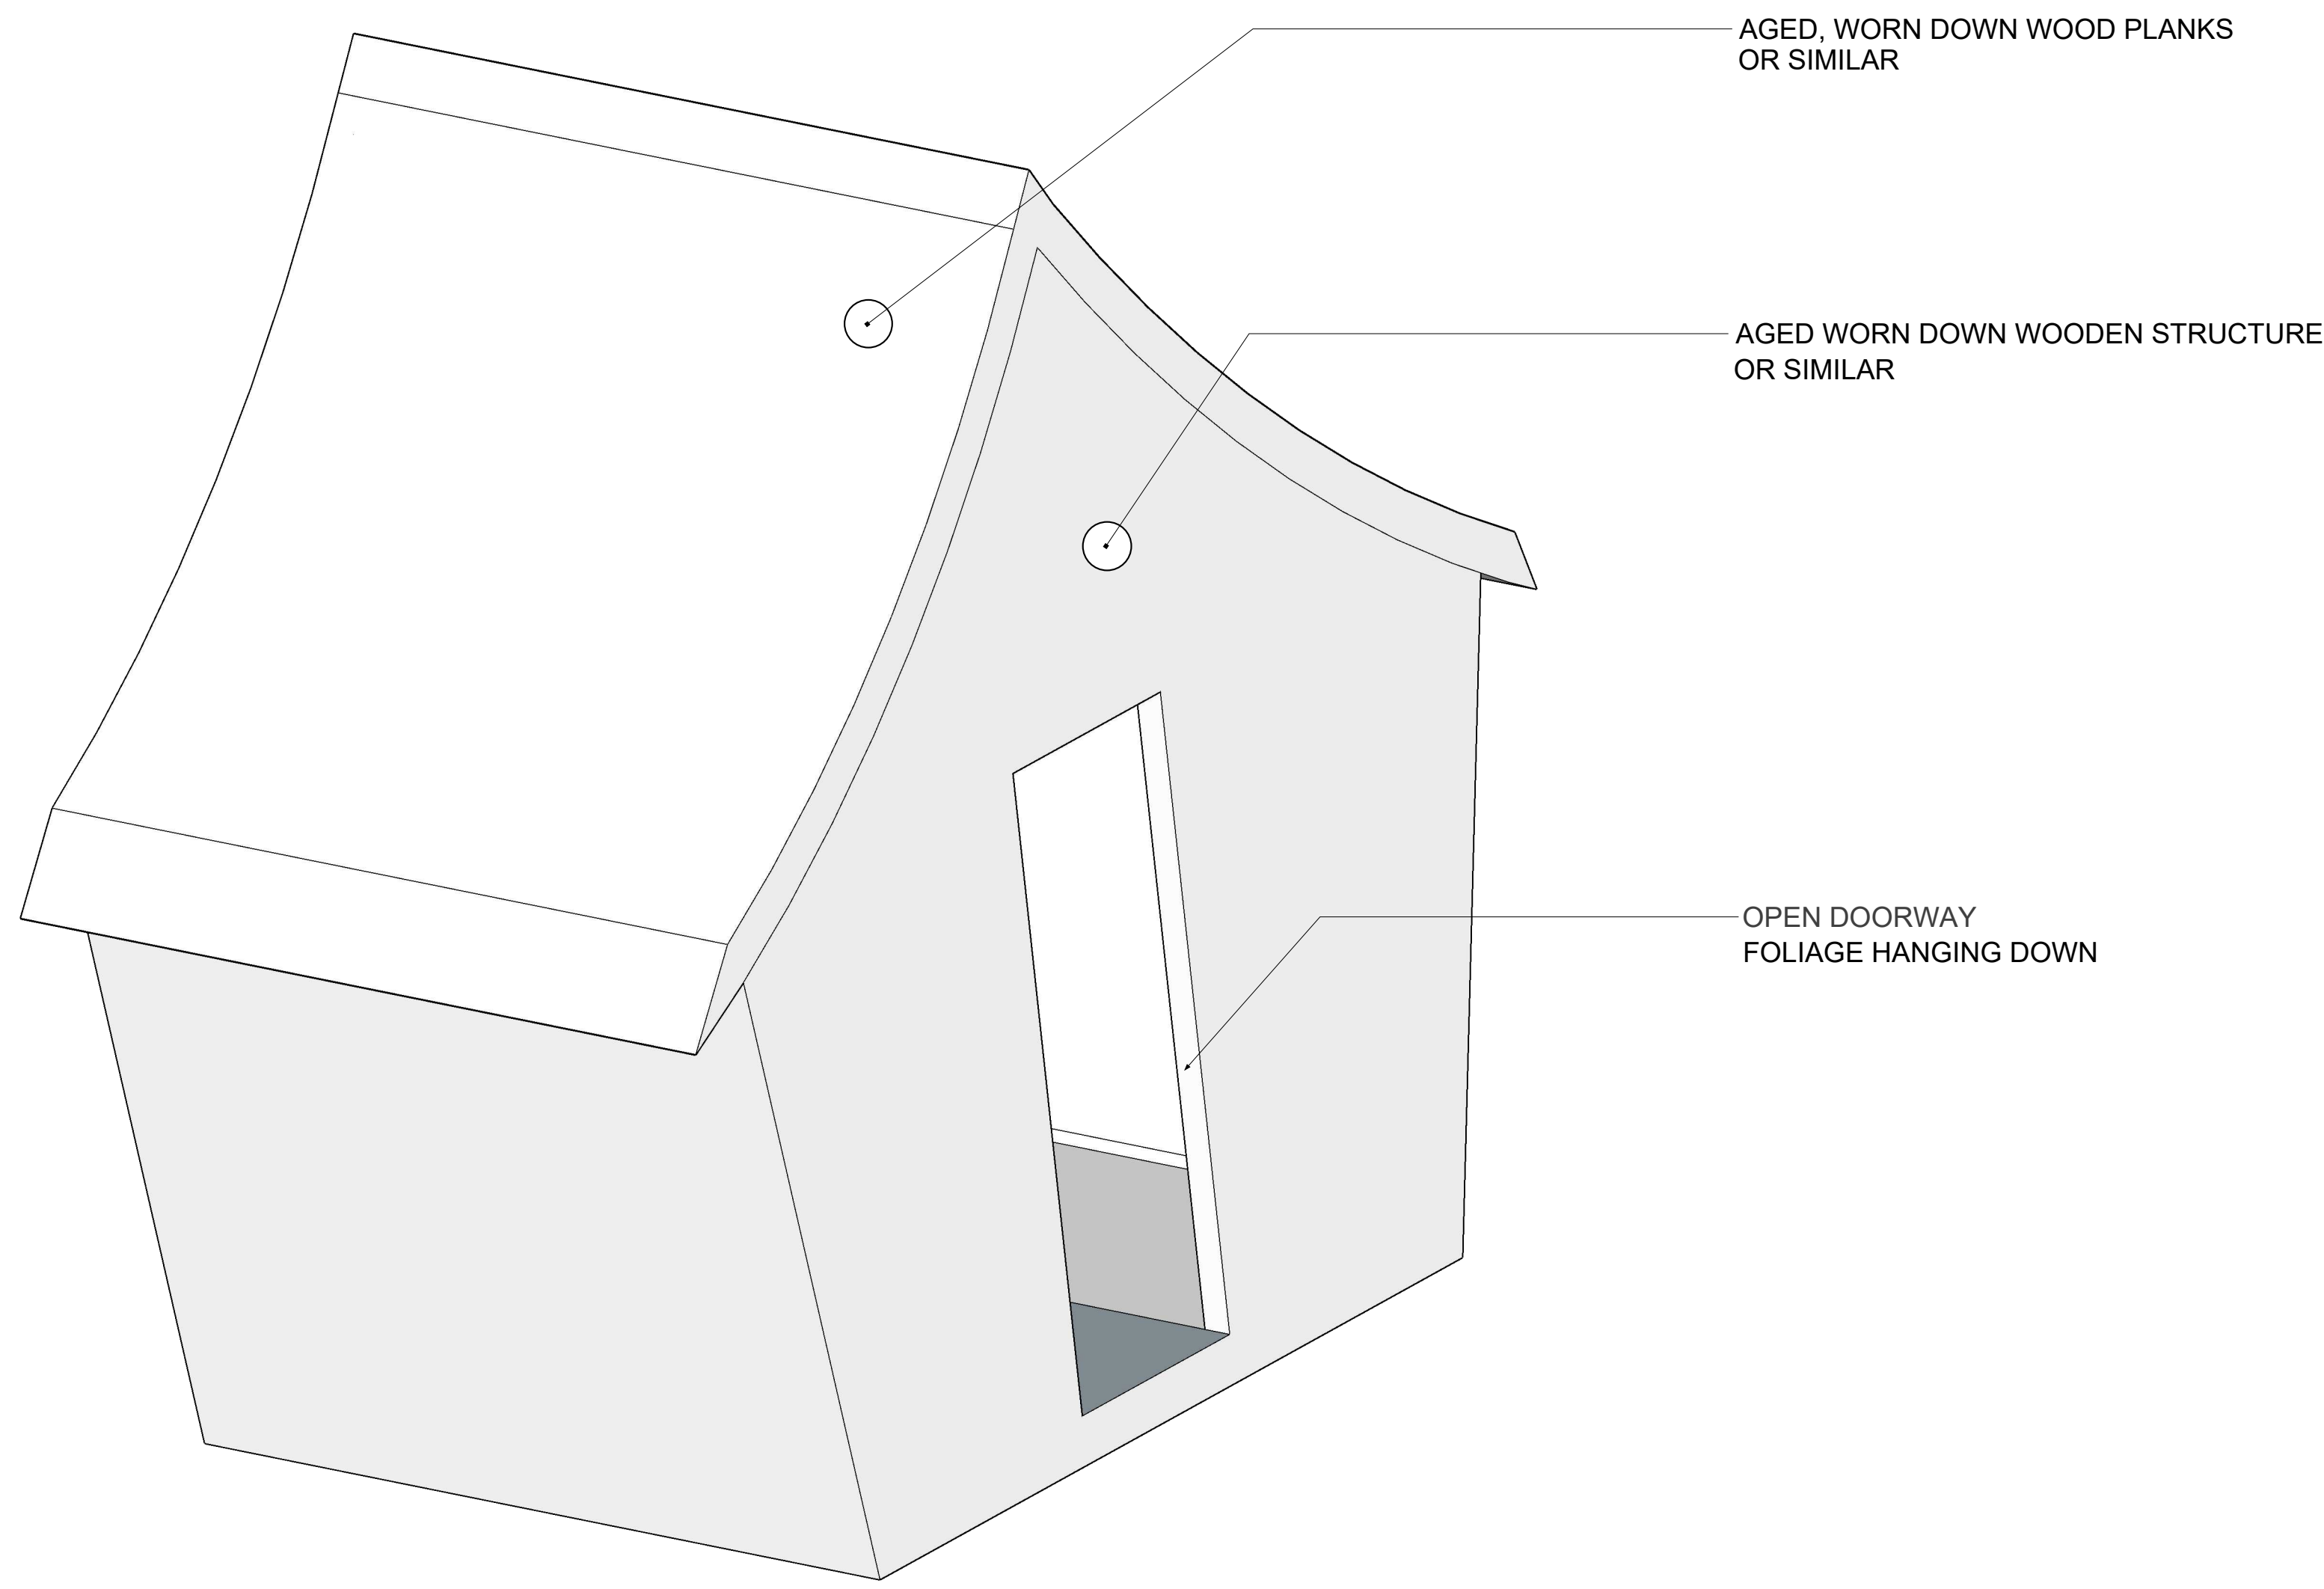 AGED, WORN DOWN WOOD PLANKS
OR SIMILAR
AGED WORN DOWN WOODEN STRUCTURE
OR SIMILAR
OPEN DOORWAY
FOLIAGE HANGING DOWN